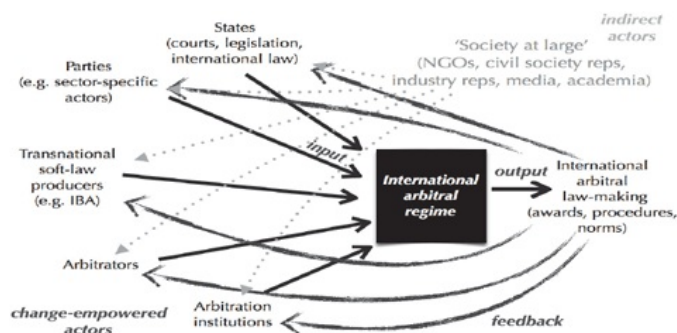 indirect
actors
States
(courts, legislation,
international law)
'Society at large'
(NGOs, civil society reps,
industry reps, media, academia)
Parties
(e.g. sector-specific
actors)
input
Transnational
soft-law
producers
(e.g. IBA)
International
arbitral
regime
output
International
arbitral
law-making
(awards, procedures,
norms)
Arbitrators
Arbitration
institutions
change-empowered
actors
feedback